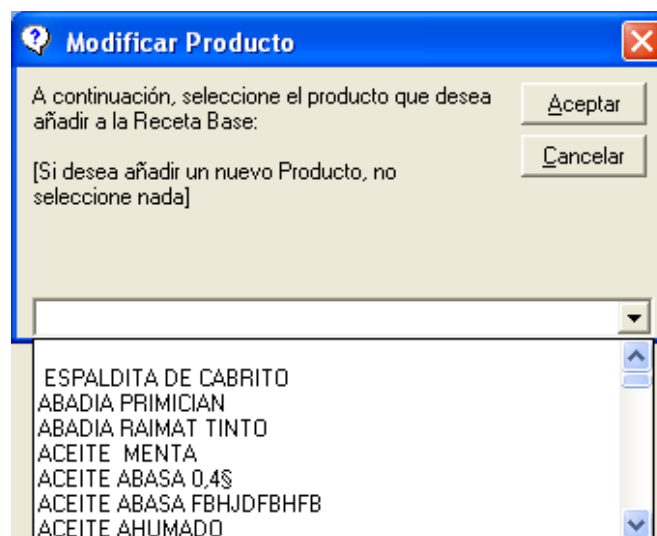 Modificar Producto
A continuación, seleccione el producto que desea
añadir a la Receta Base:
Aceptar
Cancelar
[Si desea añadir un nuevo Producto, no
seleccione nada]
ESPALDITA DE CABRITO
ABADIA PRIMICIAN
ABADIA RAIMAT TINTO
ACEITE  MENTA
ACEITE ABASA 0,4§
ACEITE ABASA FBHJDFBHFB
ACEITE AHUMADO